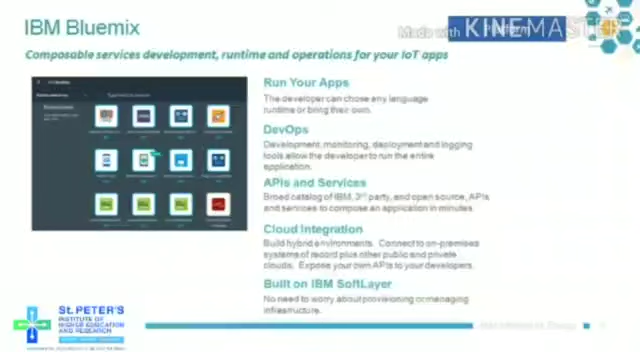 IBM Bluemix
Made with KINEMASTER
Platform
Composable services development, runtime and operations for your IoT apps
Run Your Apps
The developer can chose any language
runtime or bring their own.
DevOps
Development, monitoring, deployment and logging
tools allow the developer to run the entire
application.
APIs and Services
Broad catalog of IBM, 3rd party, and open source, APIs
and services to compose an application in minutes.
Cloud Integration
Build hybrid environments. Connect to on-premises
systems of record plus other public and private
clouds. Expose your own APIs to your developers.
Built on IBM SoftLayer
No need to worry about provisioning or managing
infrastructure.
St. PETER'S
INSTITUTE OF
HIGHER EDUCATION
AND RESEARCH